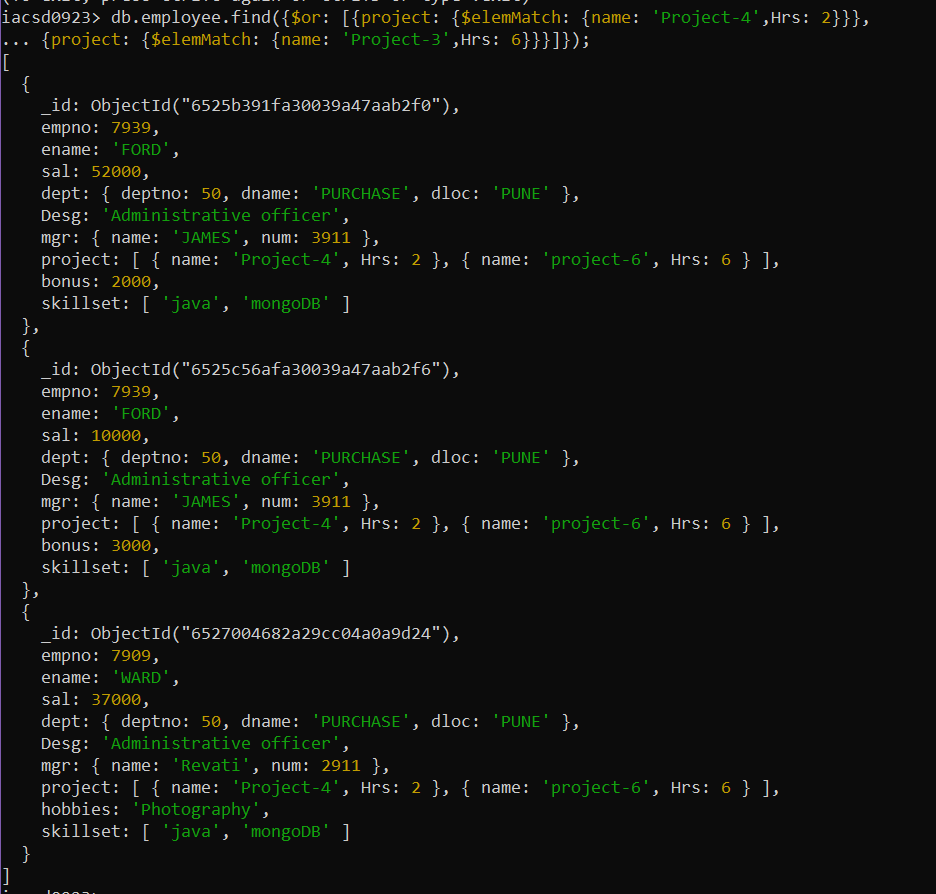 iacsd0923> db.employee.find({$or: [{project: {$elemMatch: {name: 'Project-4',Hrs: 2}}},
... {project: {$elemMatch: {name: 'Project-3',Hrs: 6}}}]});
[
  {
    _id: ObjectId("6525b391fa30039a47aab2f0"),
    empno: 7939,
    ename: 'FORD',
    sal: 52000,
    dept: { deptno: 50, dname: 'PURCHASE', dloc: 'PUNE' },
    Desg: 'Administrative officer',
    mgr: { name: 'JAMES', num: 3911 },
    project: [ { name: 'Project-4', Hrs: 2 }, { name: 'project-6', Hrs: 6 } ],
    bonus: 2000,
    skillset: [ 'java', 'mongoDB' ]
  },
  {
    _id: ObjectId("6525c56afa30039a47aab2f6"),
    empno: 7939,
    ename: 'FORD',
    sal: 10000,
    dept: { deptno: 50, dname: 'PURCHASE', dloc: 'PUNE' },
    Desg: 'Administrative officer',
    mgr: { name: 'JAMES', num: 3911 },
    project: [ { name: 'Project-4', Hrs: 2 }, { name: 'project-6', Hrs: 6 } ],
    bonus: 3000,
    skillset: [ 'java', 'mongoDB' ]
  },
  {
    _id: ObjectId("6527004682a29cc04a0a9d24"),
    empno: 7909,
    ename: 'WARD',
    sal: 37000,
    dept: { deptno: 50, dname: 'PURCHASE', dloc: 'PUNE' },
    Desg: 'Administrative officer',
    mgr: { name: 'Revati', num: 2911 },
    project: [ { name: 'Project-4', Hrs: 2 }, { name: 'project-6', Hrs: 6 } ],
    hobbies: 'Photography',
    skillset: [ 'java', 'mongoDB' ]
  }
]